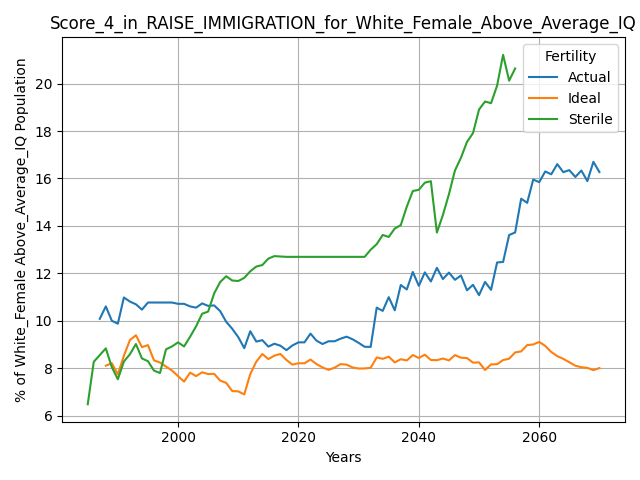 Score_4_in_RAISE_IMMIGRATION_for_White_Female_Above_Average_IQ
% of White_Female Above_Average_IQ Population
20
18
16
14
12
10
8
6
2000
2020
2040
2060
Years
Fertility
Actual
Ideal
Sterile